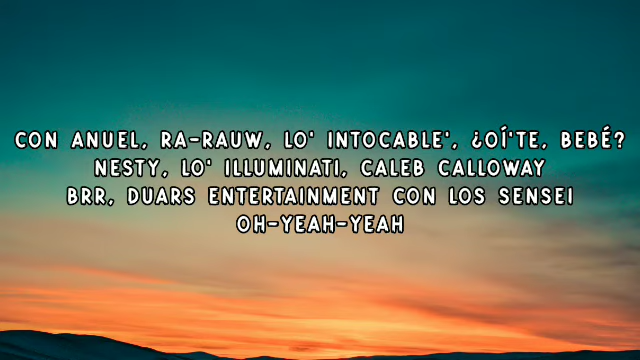 CON ANUEL, RA-RAUW, LO' INTOCABLE', ¿OÍ'TE, BEBÉ?
NESTY, LO' ILLUMINATI, CALEB CALLOWAY
BRR, DUARS ENTERTAINMENT CON LOS SENSEI
OH-YEAH-YEAH